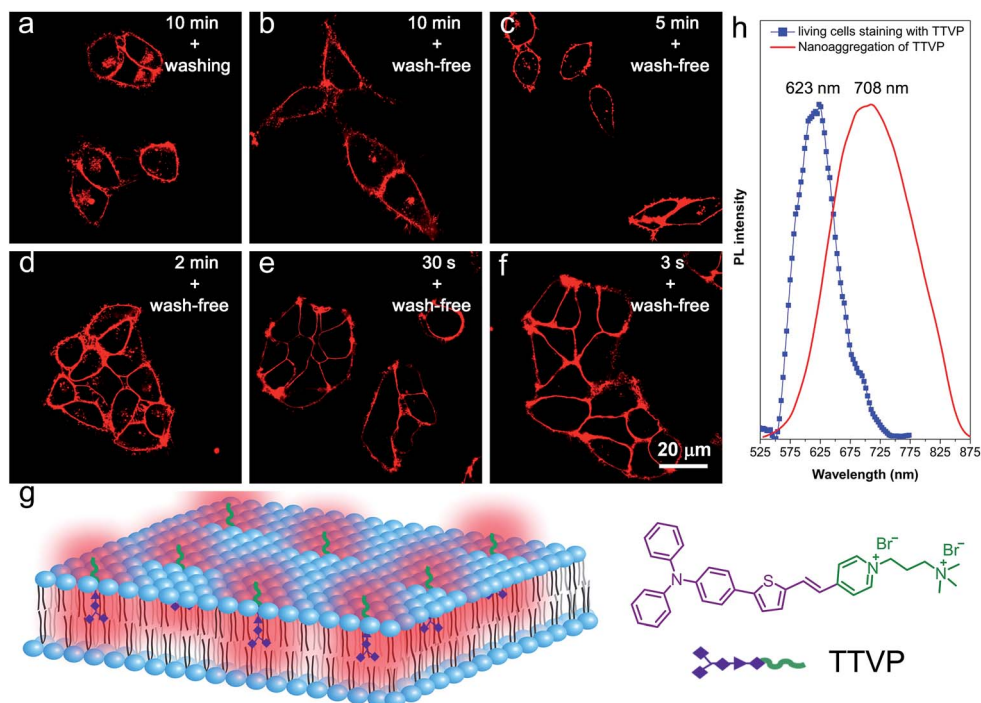 a
10 min
+
washing
b
10 min
+
wash-free
c
5 min
+
wash-free
d
2 min
+
wash-free
e
30 s
+
wash-free
f
3 s
+
wash-free
20 μm
h
living cells staining with TTVP
Nanoaggregation of TTVP
623 nm 708 nm
PL intensity
525 575 625 675 725 775 825 875
Wavelength (nm)
g
Br⁻
Br⁻
N
S
N⁺
N⁺
TTVP